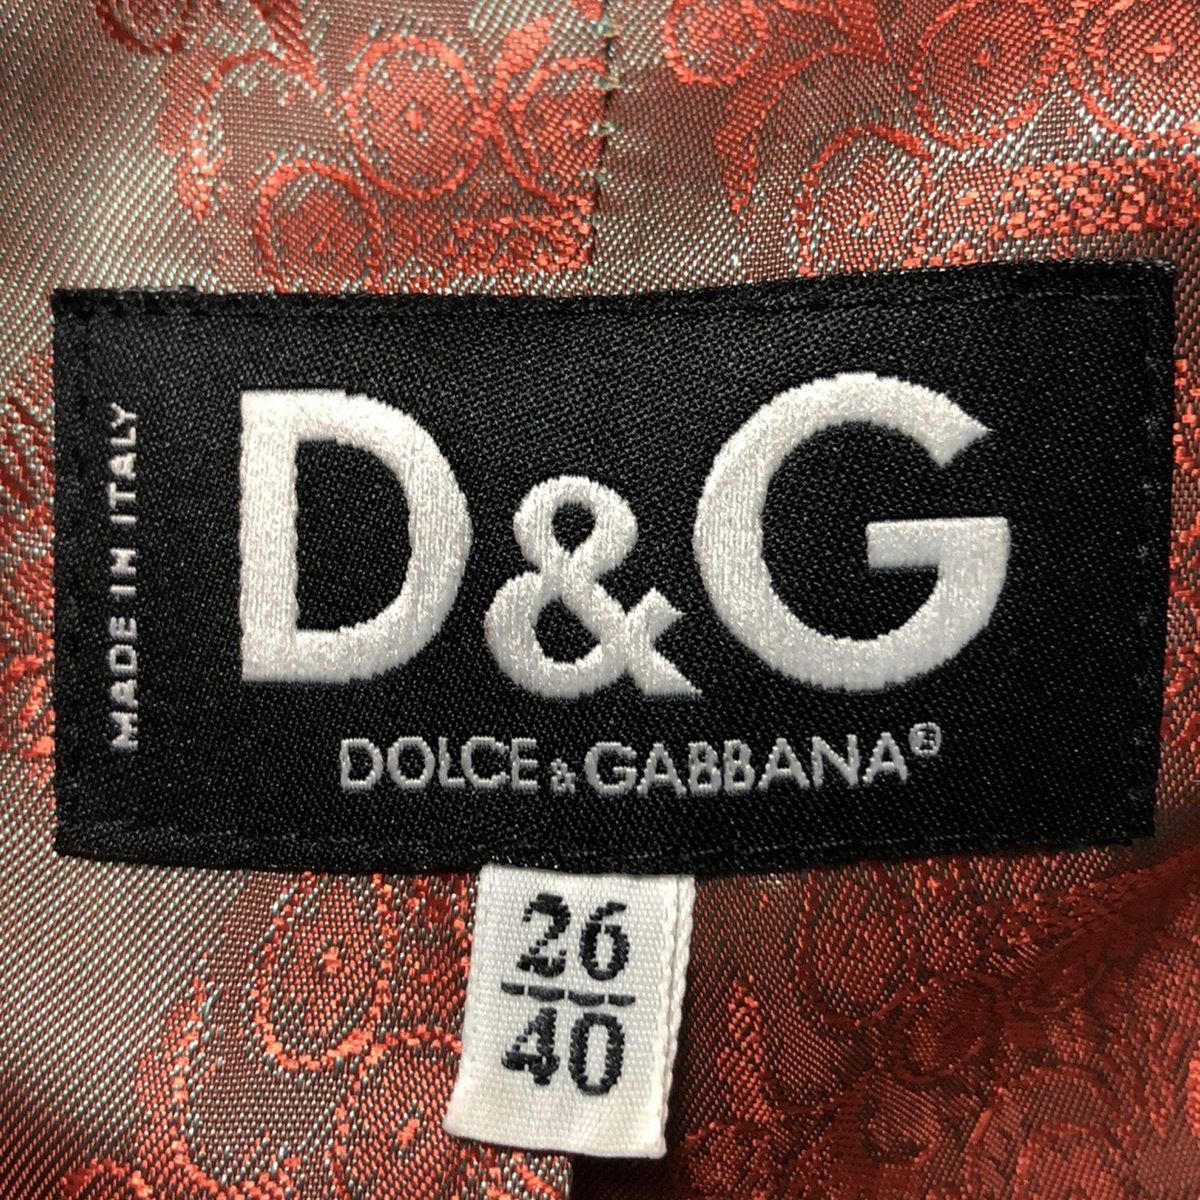 MADE IN ITALY
D&G
DOLCE & GABBANA®
26
40